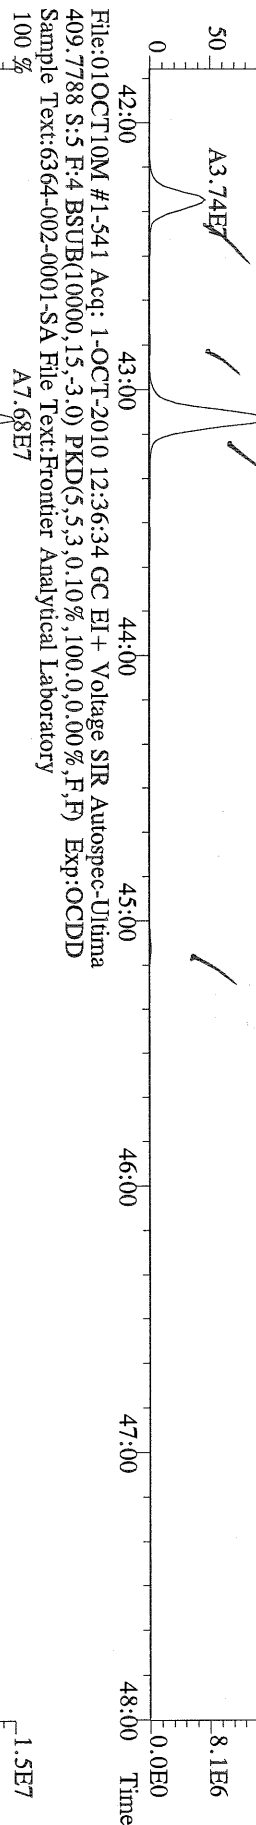 50
A3.74E7
0
8.1E6
0.0E0
42:00 43:00 44:00 45:00 46:00 47:00 48:00 Time
File:01OCT10M #1-541 Acq: 1-OCT-2010 12:36:34 GC EI+ Voltage SIR Autospec-Ultima
409.7788 S:5 F:4 BSUB(10000,15,-3.0) PKD(5,5,3,0.10%,100.0,0.00%,F,F) Exp:OCDD
Sample Text:6364-002-0001-SA File Text:Frontier Analytical Laboratory
100 %
A7.68E7
1.5E7